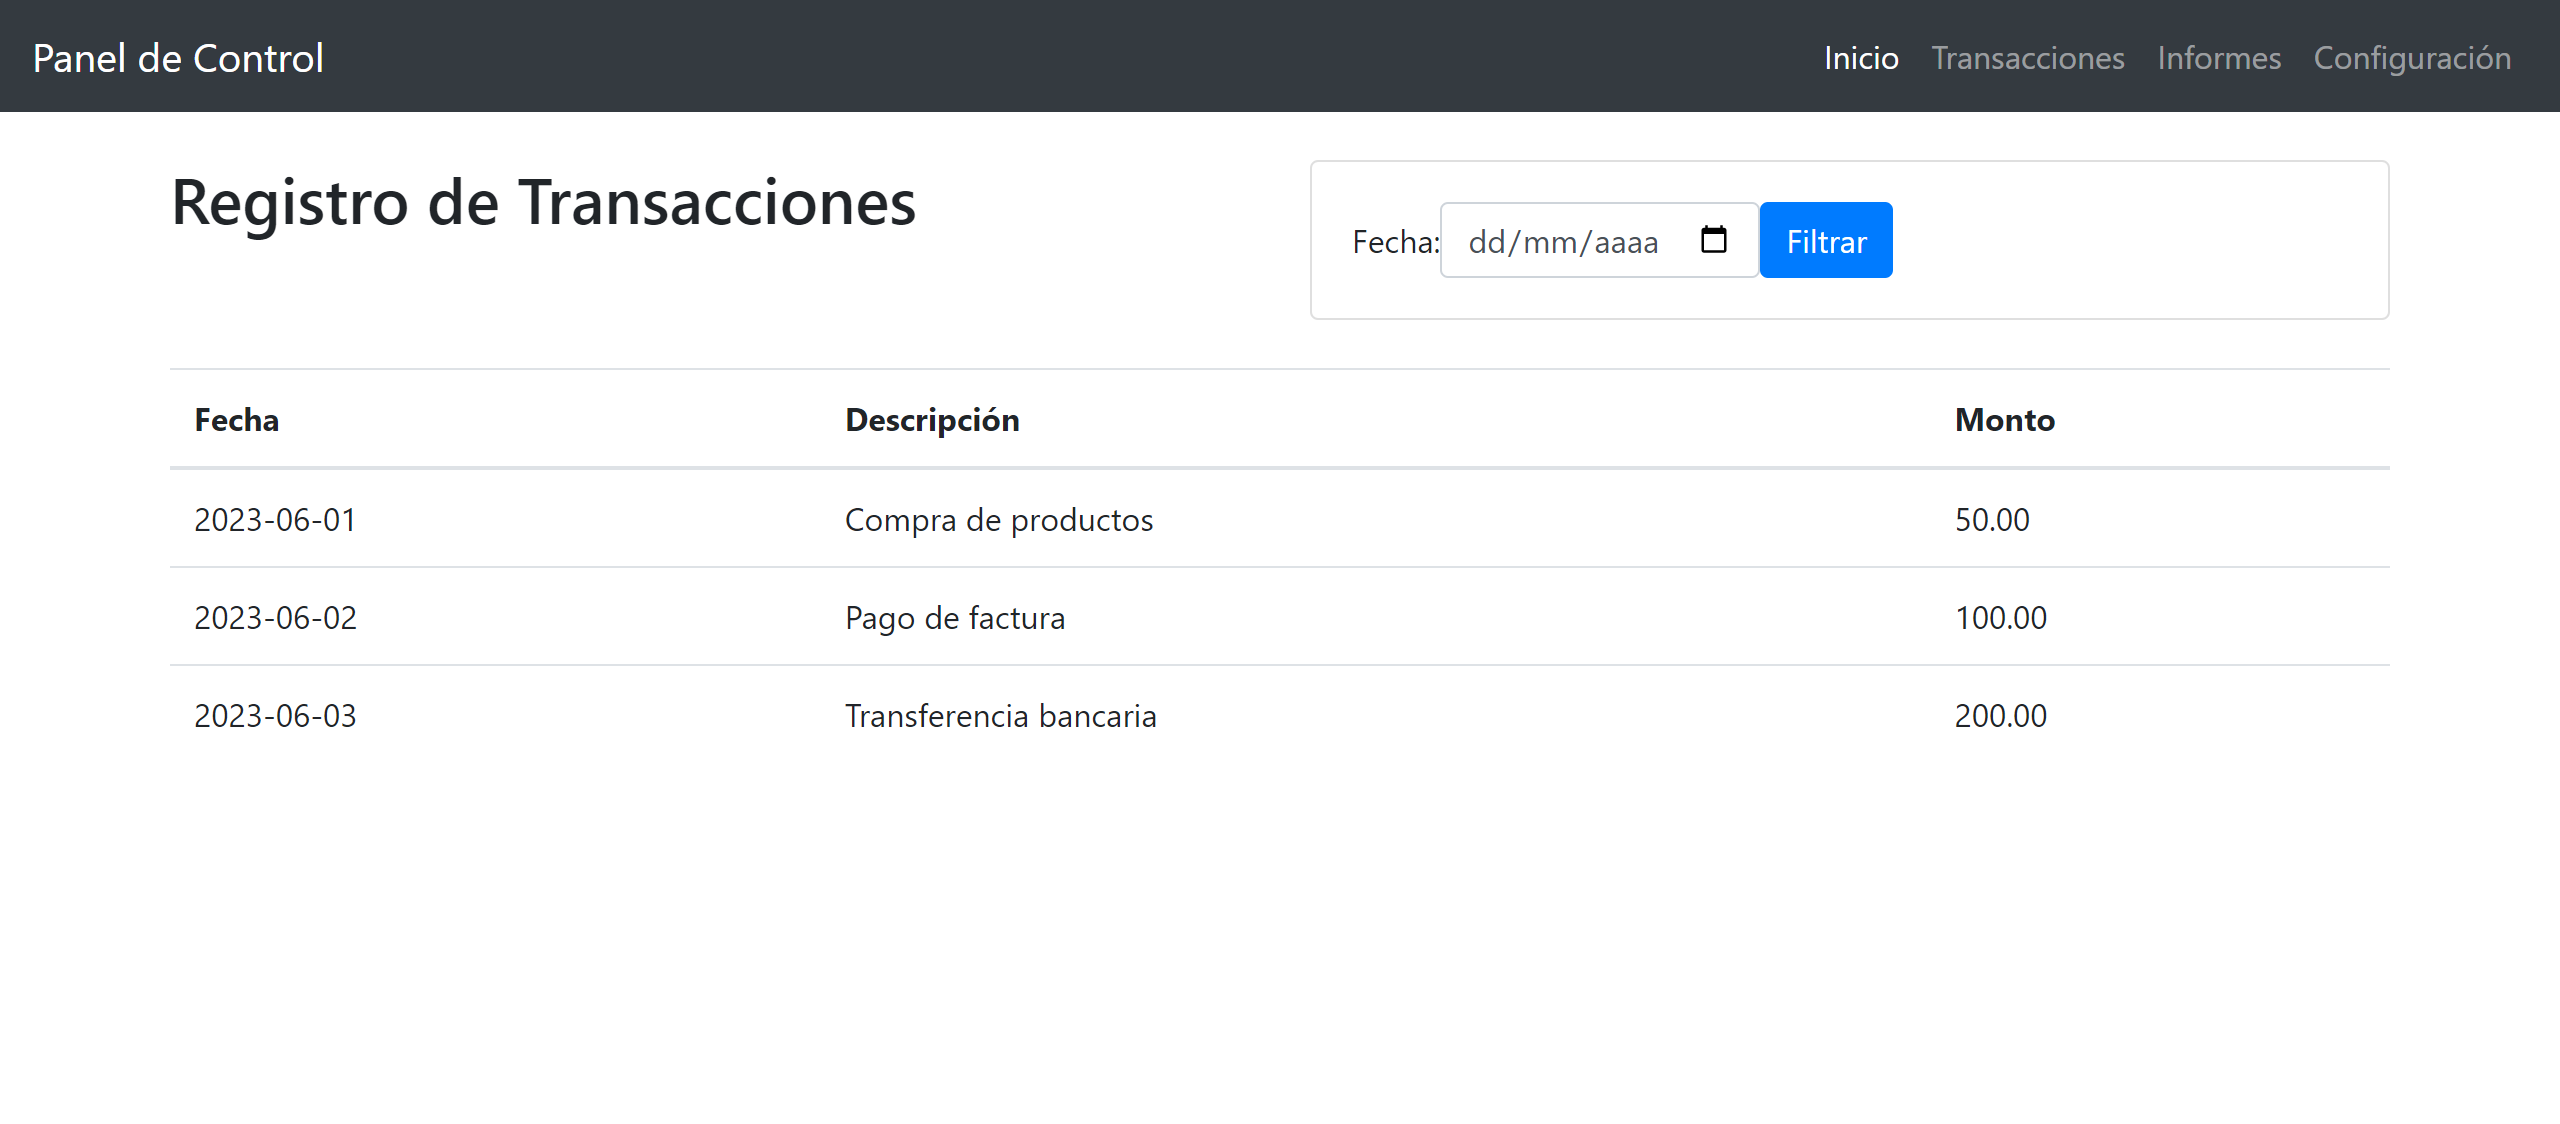 Panel de Control Inicio Transacciones Informes Configuración
Registro de Transacciones
Fecha: dd/mm/aaaa Filtrar
Fecha Descripción Monto
2023-06-01 Compra de productos 50.00
2023-06-02 Pago de factura 100.00
2023-06-03 Transferencia bancaria 200.00